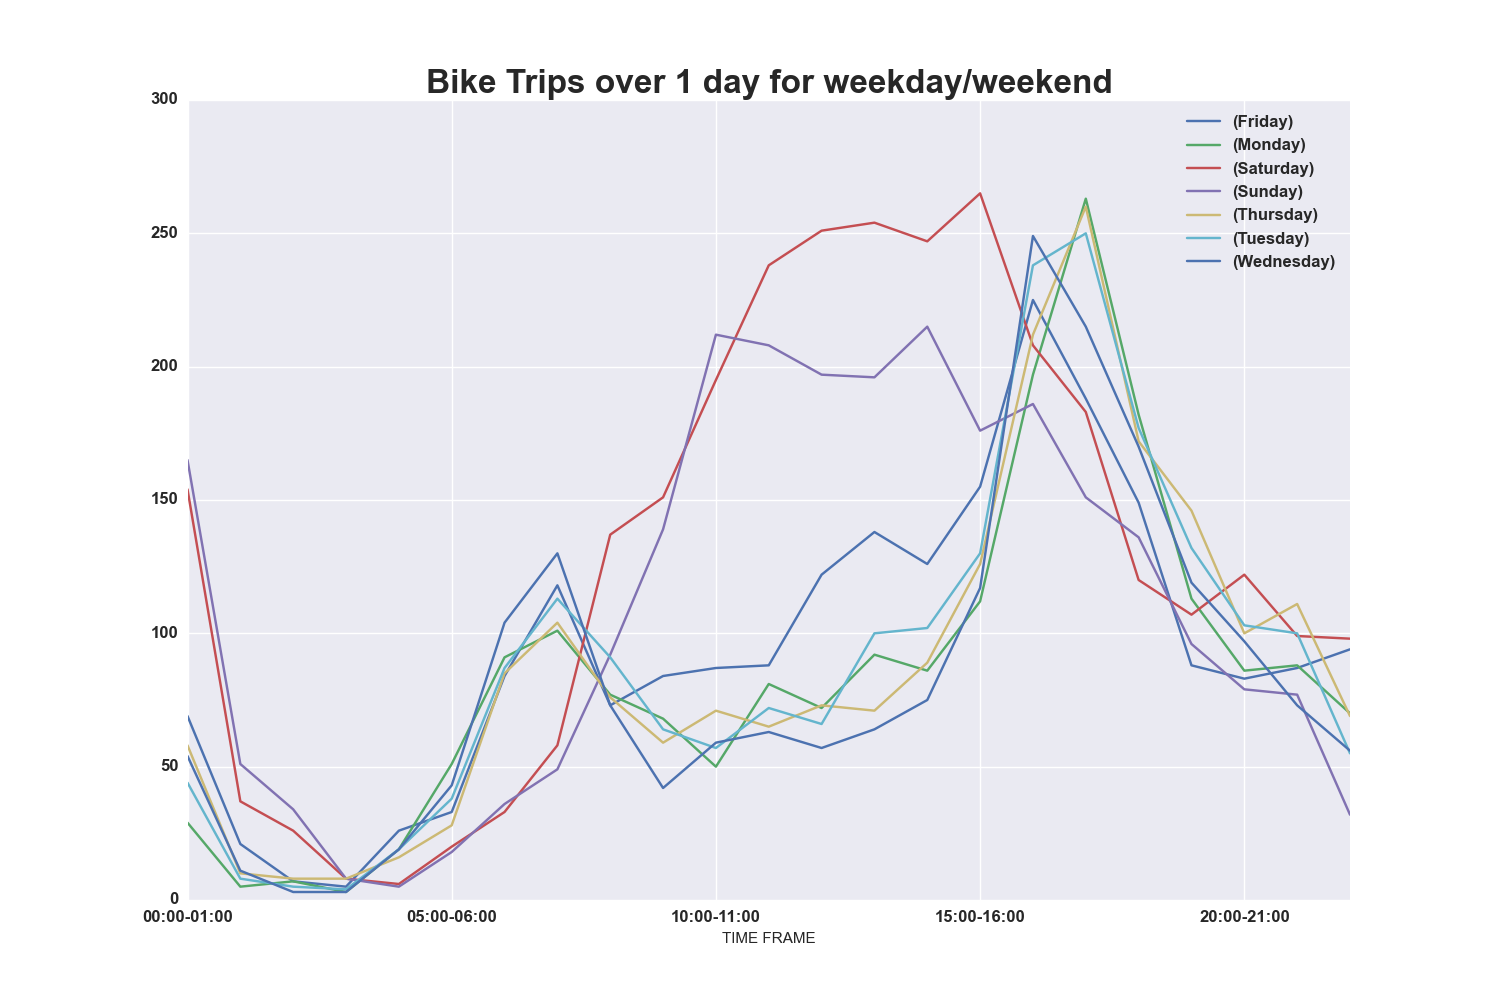 Bike Trips over 1 day for weekday/weekend
300
250
200
150
100
50
0
(Friday)
(Monday)
(Saturday)
(Sunday)
(Thursday)
(Tuesday)
(Wednesday)
00:00-01:00 05:00-06:00 10:00-11:00 15:00-16:00 20:00-21:00
TIME FRAME